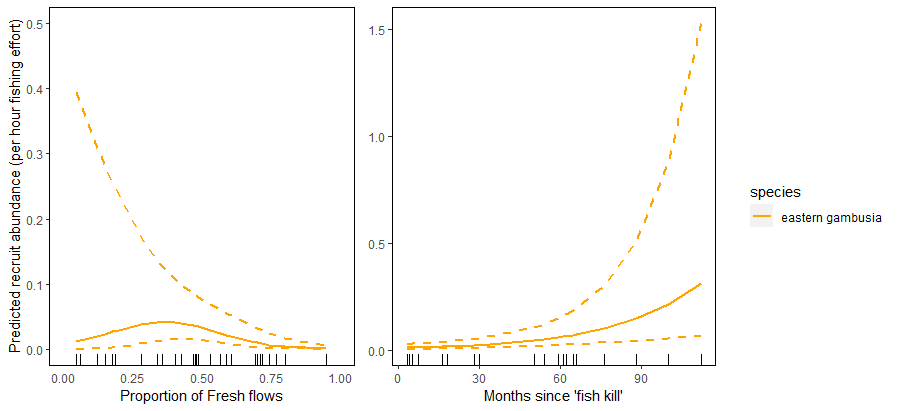 Predicted recruit abundance (per hour fishing effort)
0.5
0.4
0.3
0.2
0.1
0.0
0.00 0.25 0.50 0.75 1.00
Proportion of Fresh flows
1.5
1.0
0.5
0.0
0 30 60 90
Months since 'fish kill'
species
eastern gambusia